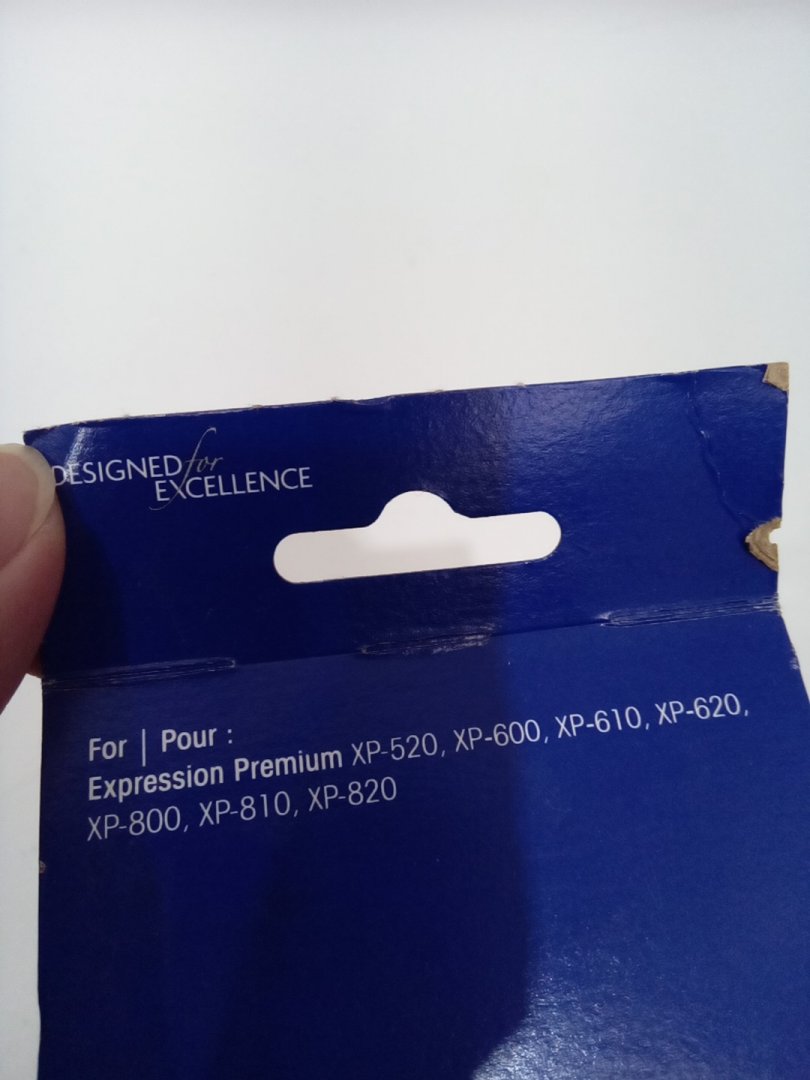 DESIGNED for
EXCELLENCE
For | Pour :
Expression Premium XP-520, XP-600, XP-610, XP-620,
XP-800, XP-810, XP-820